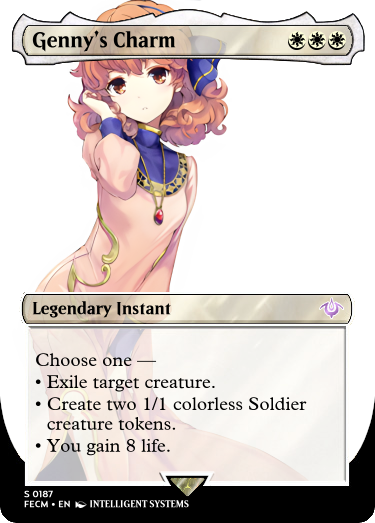 Genny's Charm
Legendary Instant
Choose one —
• Exile target creature.
• Create two 1/1 colorless Soldier
creature tokens.
• You gain 8 life.
S 0187
FECM • EN INTELLIGENT SYSTEMS